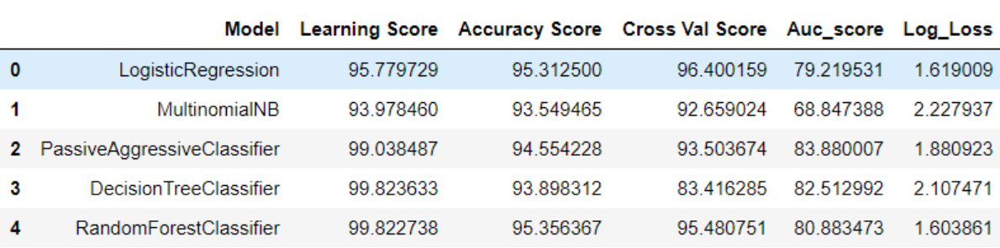 Model Learning Score Accuracy Score Cross Val Score Auc_score Log_Loss
0 LogisticRegression 95.779729 95.312500 96.400159 79.219531 1.619009
1 MultinomialNB 93.978460 93.549465 92.659024 68.847388 2.227937
2 PassiveAggressiveClassifier 99.038487 94.554228 93.503674 83.880007 1.880923
3 DecisionTreeClassifier 99.823633 93.898312 83.416285 82.512992 2.107471
4 RandomForestClassifier 99.822738 95.356367 95.480751 80.883473 1.603861